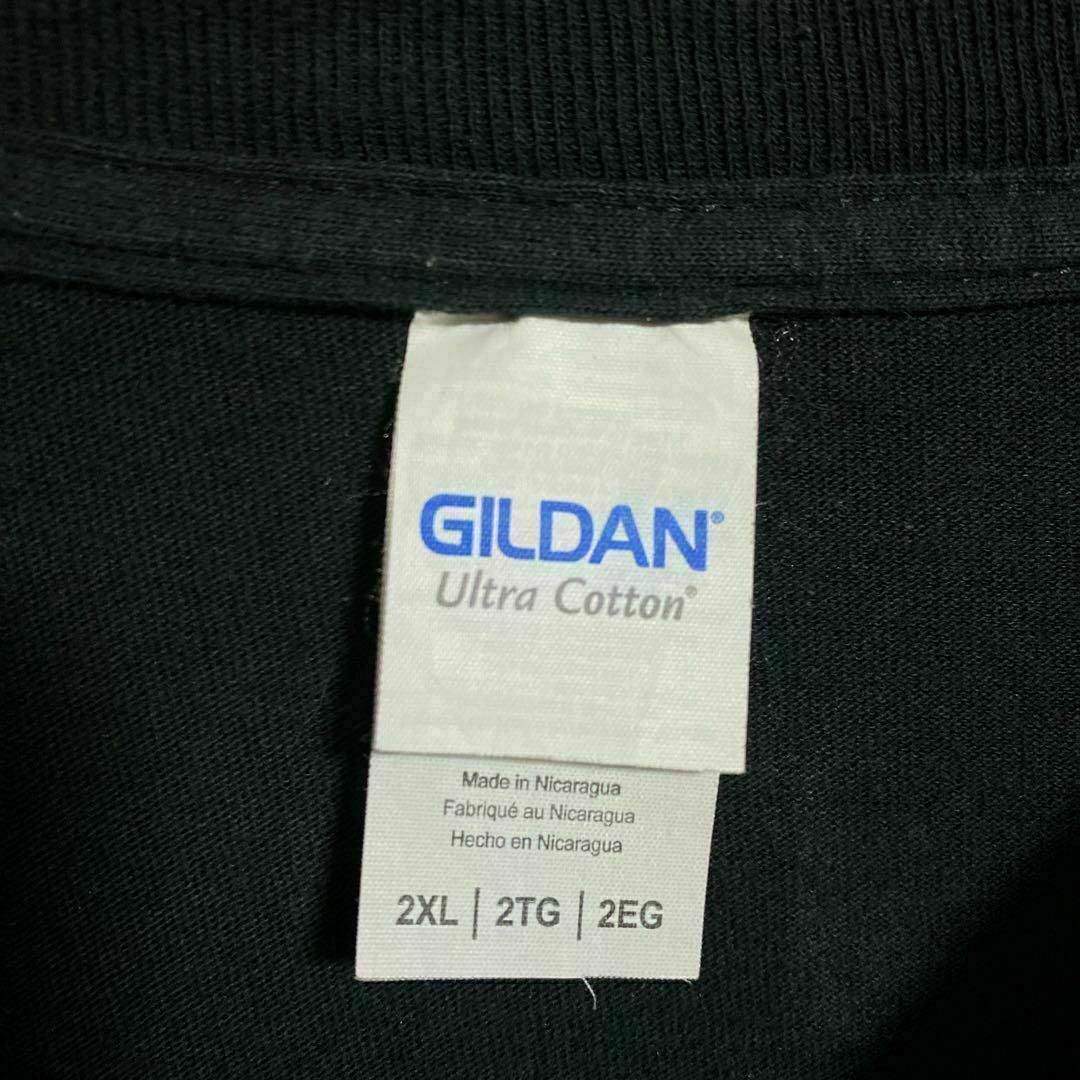 GILDAN®
Ultra Cotton®
Made in Nicaragua
Fabriqué au Nicaragua
Hecho en Nicaragua
2XL | 2TG | 2EG